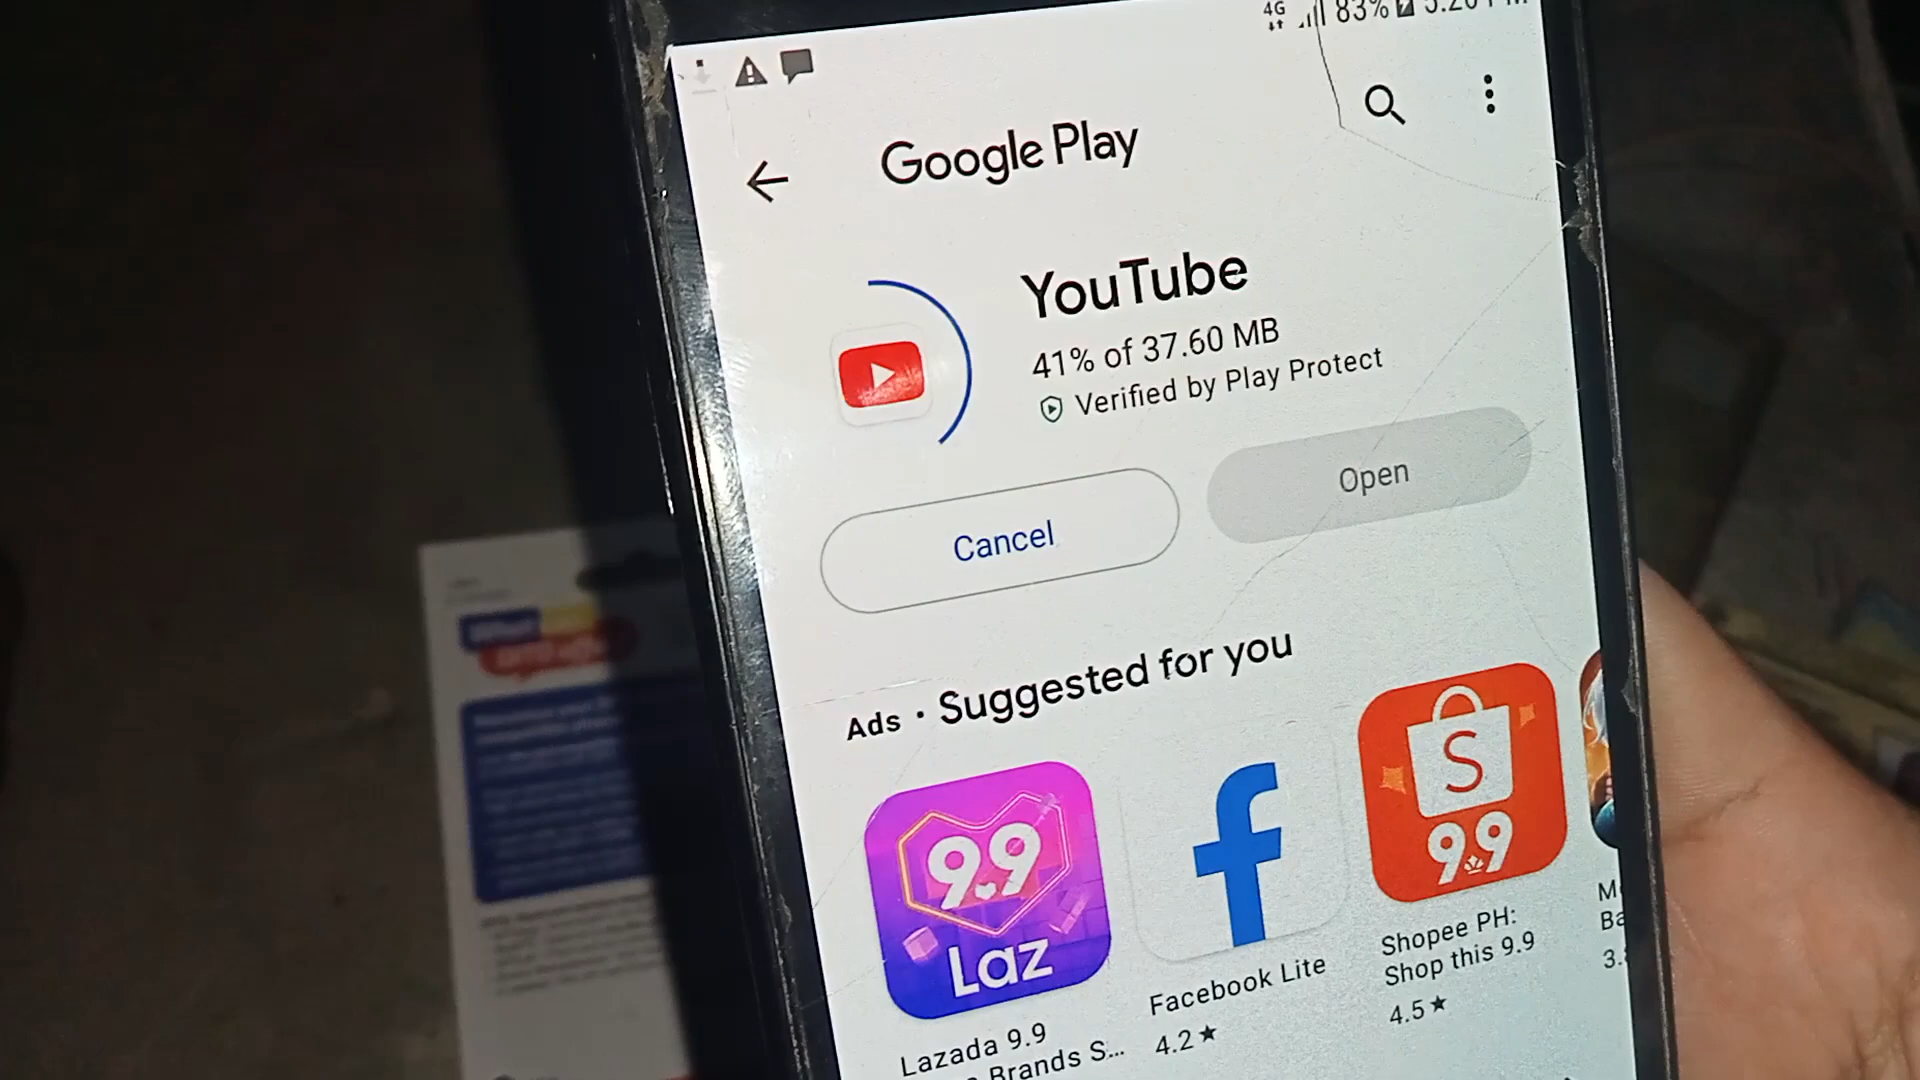 4G 83%
Google Play
YouTube
41% of 37.60 MB
Verified by Play Protect
Cancel
Open
Ads · Suggested for you
9.9
Laz
S
9.9
Lazada 9.9
Brands S...
Facebook Lite
4.2★
Shopee PH:
Shop this 9.9
4.5★